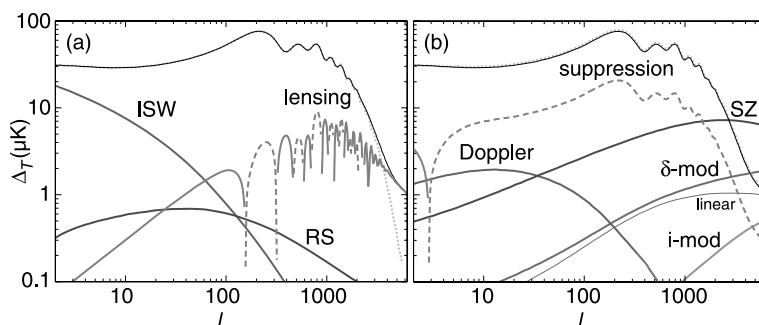 100
(a)
(b)
suppression
ISW
lensing
SZ
10
Doppler
δ-mod
Δ_T (μK)
1
linear
RS
i-mod
0.1
10 100 1000
10 100 1000
l
l